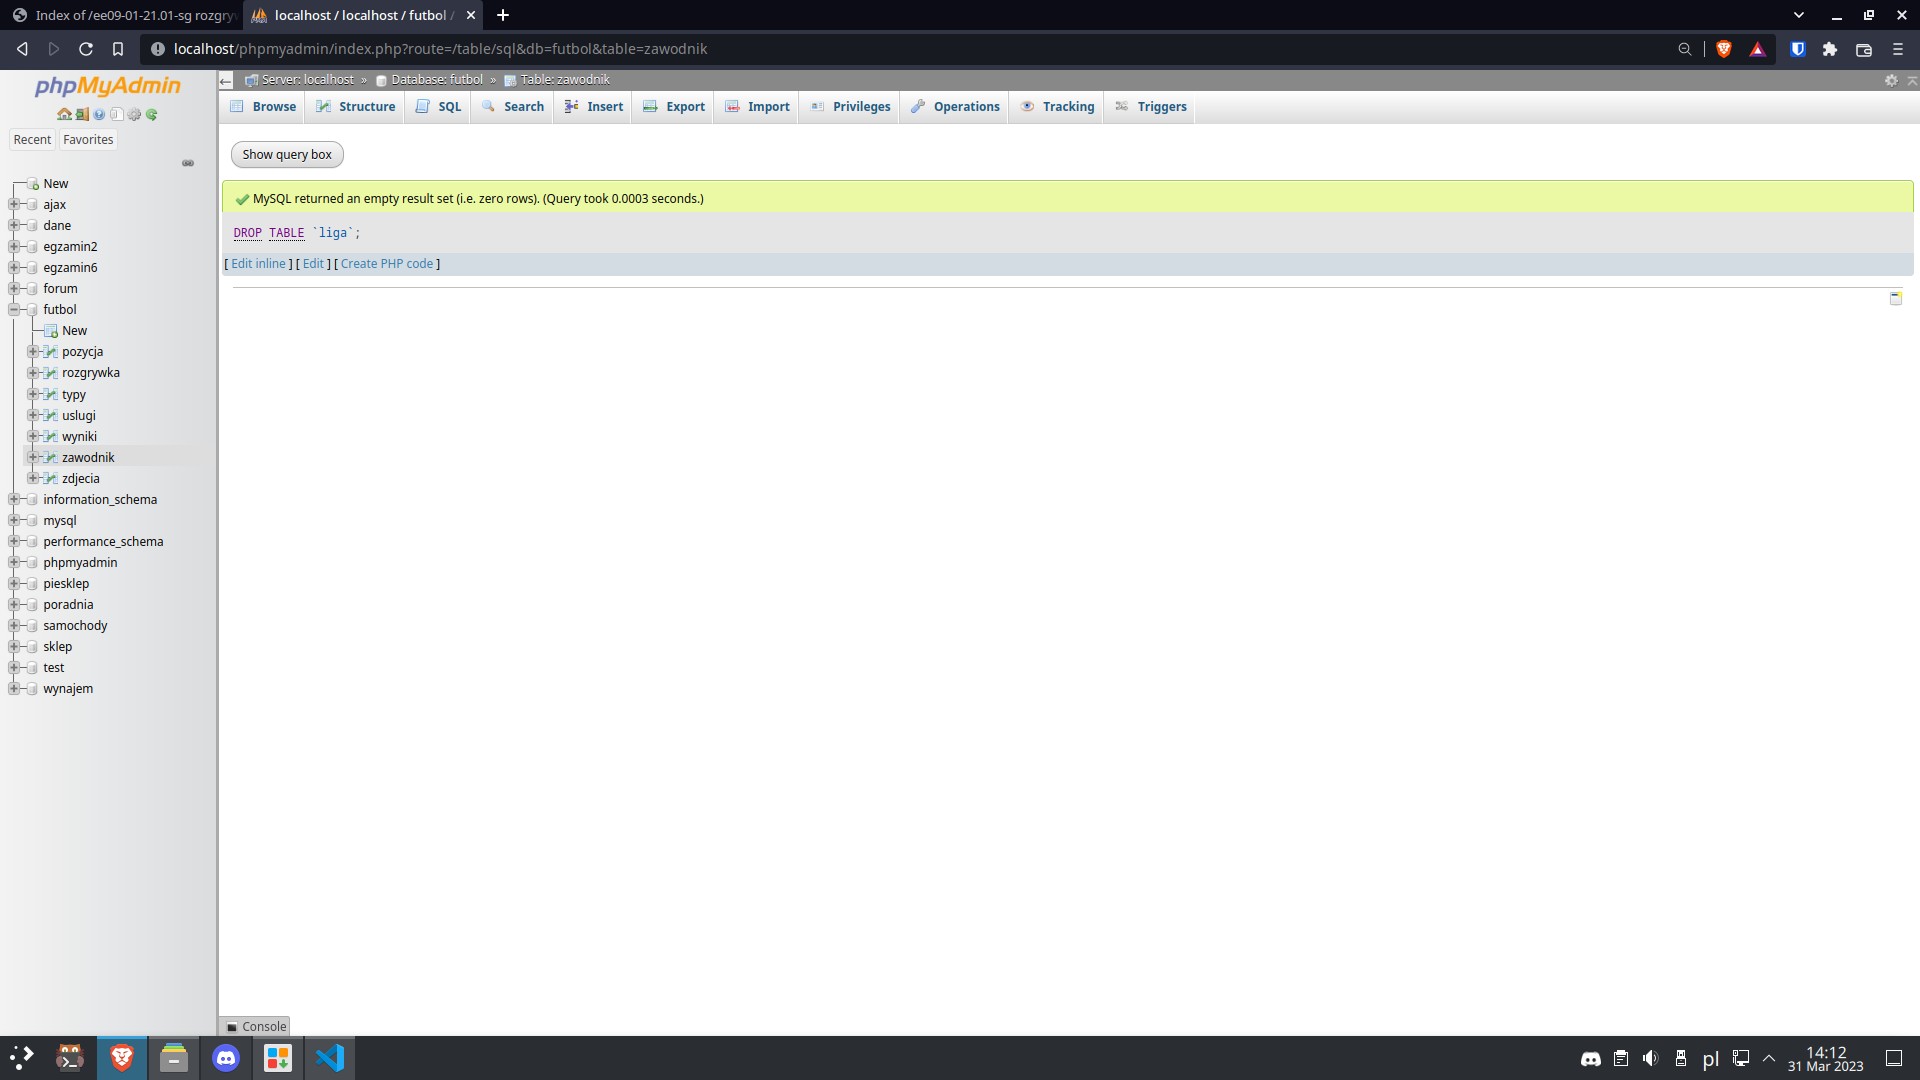 Index of /ee09-01-21.01-sg rozgry
localhost / localhost / futbol /
localhost/phpmyadmin/index.php?route=/table/sql&db=futbol&table=zawodnik
phpMyAdmin
Recent
Favorites
New
ajax
dane
egzamin2
egzamin6
forum
futbol
New
pozycja
rozgrywka
typy
uslugi
wyniki
zawodnik
zdjecia
information_schema
mysql
performance_schema
phpmyadmin
piesklep
poradnia
samochody
sklep
test
wynajem
Server: localhost » Database: futbol » Table: zawodnik
Browse Structure SQL Search Insert Export Import Privileges Operations Tracking Triggers
Show query box
MySQL returned an empty result set (i.e. zero rows). (Query took 0.0003 seconds.)
DROP TABLE `liga`;
[ Edit inline ] [ Edit ] [ Create PHP code ]
Console
pl
14:12
31 Mar 2023